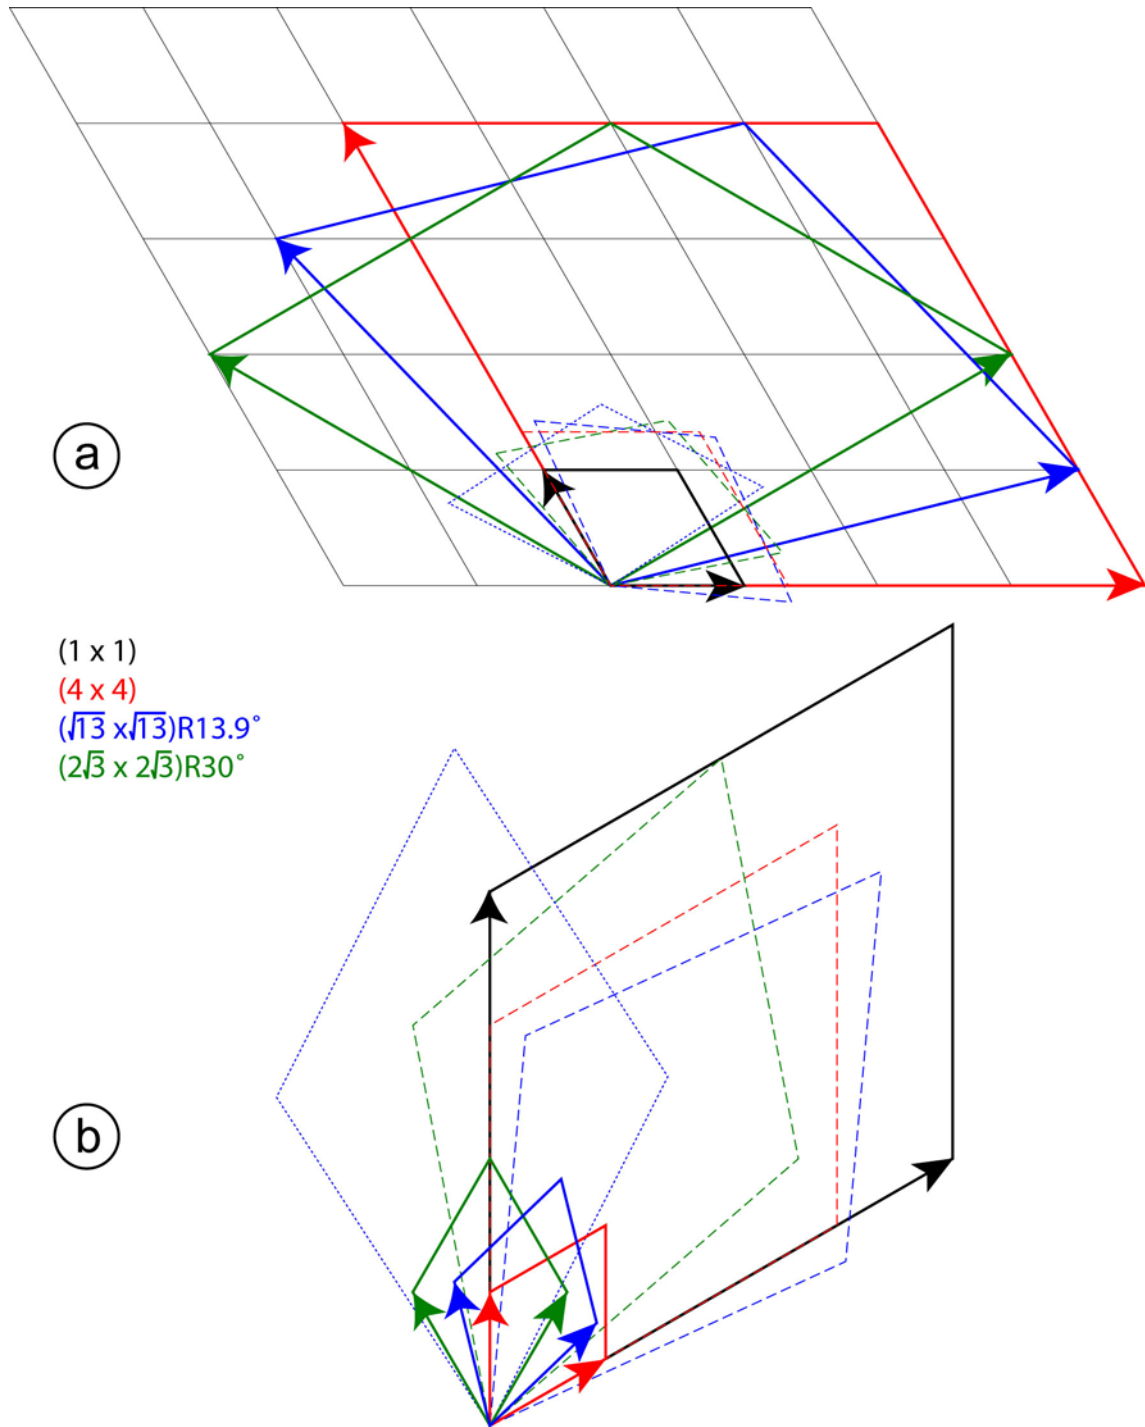 a
(1 x 1)
(4 x 4)
(√13 x√13)R13.9°
(2√3 x 2√3)R30°
b